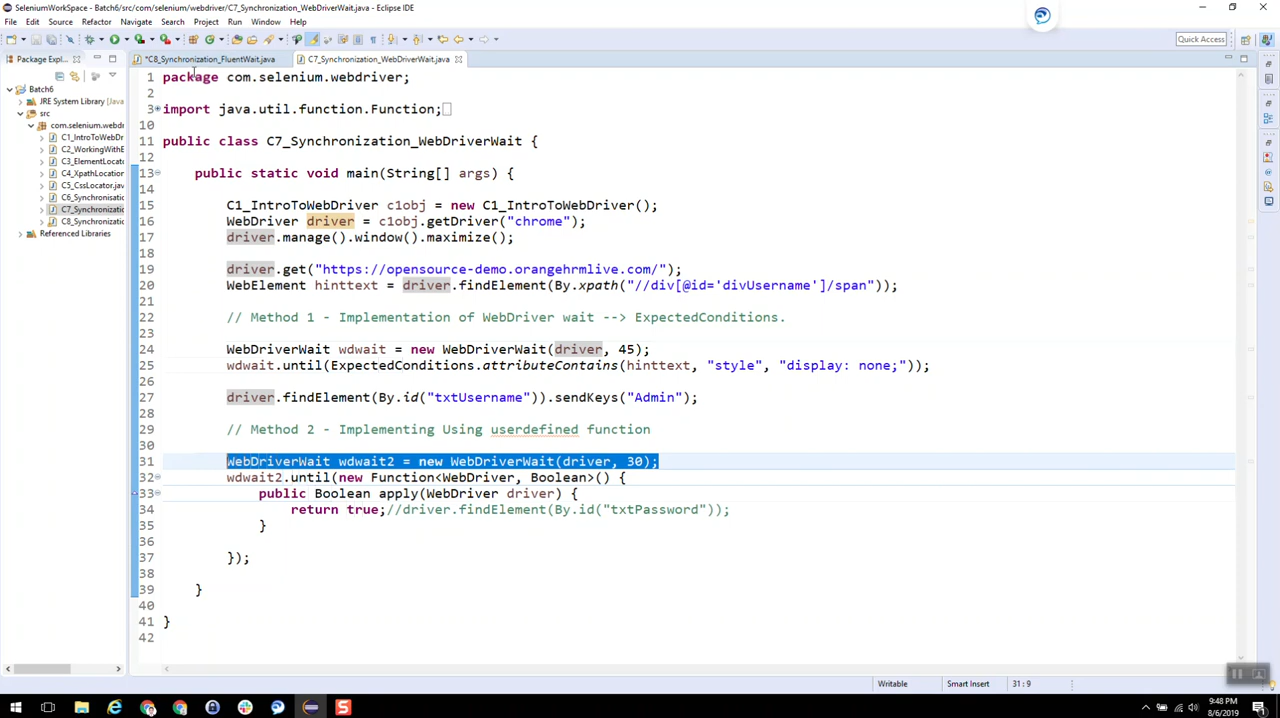 SeleniumWorkSpace - Batch6/src/com/selenium/webdriver/C7_Synchronization_WebDriverWait.java - Eclipse IDE
File Edit Source Refactor Navigate Search Project Run Window Help
Quick Access
Package Expl...
*C8_Synchronization_FluentWait.java C7_Synchronization_WebDriverWait.java
Batch6
JRE System Library [Java
src
com.selenium.webdr
C1_IntroToWebDr
C2_WorkingWithE
C3_ElementLocat
C4_XpathLocation
C5_CssLocator.jav
C6_Synchronisatio
C7_Synchronizatio
C8_Synchronizatio
Referenced Libraries
1 package com.selenium.webdriver;
2
3 import java.util.function.Function;
10
11 public class C7_Synchronization_WebDriverWait {
12
13 public static void main(String[] args) {
14
15 C1_IntroToWebDriver c1obj = new C1_IntroToWebDriver();
16 WebDriver driver = c1obj.getDriver("chrome");
17 driver.manage().window().maximize();
18
19 driver.get("https://opensource-demo.orangehrmlive.com/");
20 WebElement hinttext = driver.findElement(By.xpath("//div[@id='divUsername']/span"));
21
22 // Method 1 - Implementation of WebDriver wait --> ExpectedConditions.
23
24 WebDriverWait wdwait = new WebDriverWait(driver, 45);
25 wdwait.until(ExpectedConditions.attributeContains(hinttext, "style", "display: none;"));
26
27 driver.findElement(By.id("txtUsername")).sendKeys("Admin");
28
29 // Method 2 - Implementing Using userdefined function
30
31 WebDriverWait wdwait2 = new WebDriverWait(driver, 30);
32 wdwait2.until(new Function<WebDriver, Boolean>() {
33 public Boolean apply(WebDriver driver) {
34 return true;//driver.findElement(By.id("txtPassword"));
35 }
36
37 });
38
39 }
40
41 }
42
Writable Smart Insert 31 : 9
9:48 PM
8/6/2019